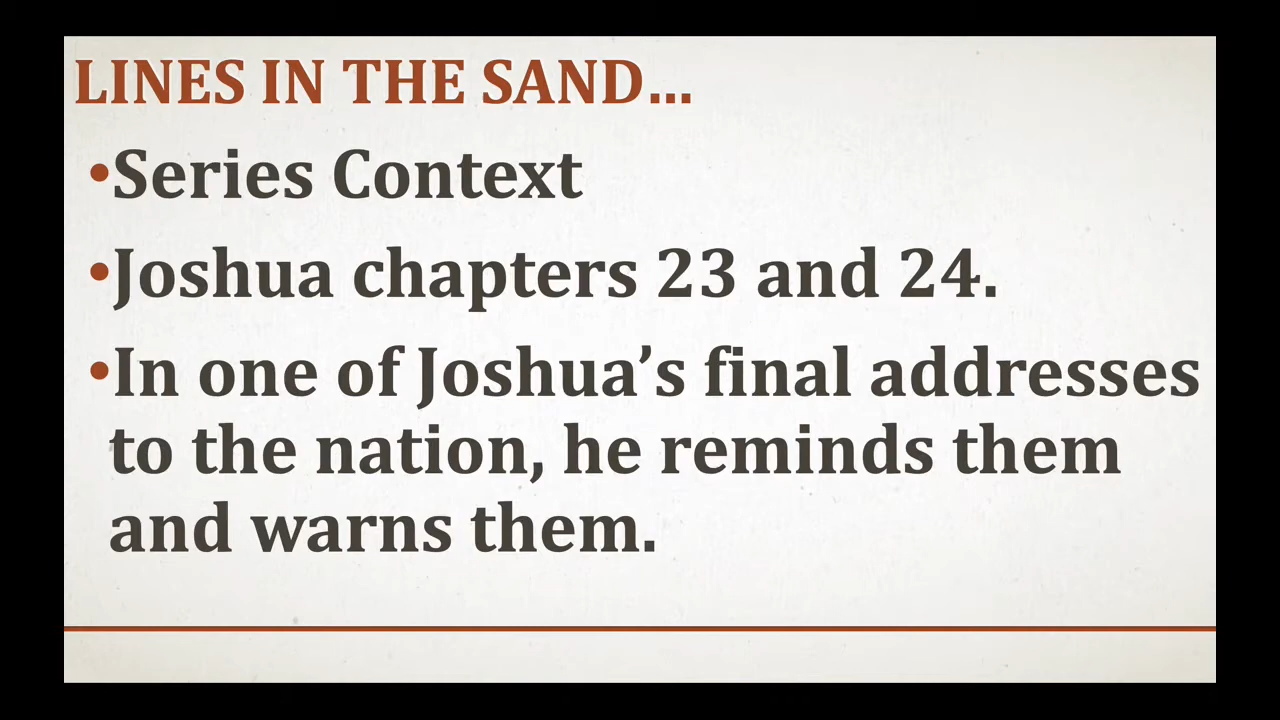 LINES IN THE SAND…
•Series Context
•Joshua chapters 23 and 24.
•In one of Joshua’s final addresses
to the nation, he reminds them
and warns them.